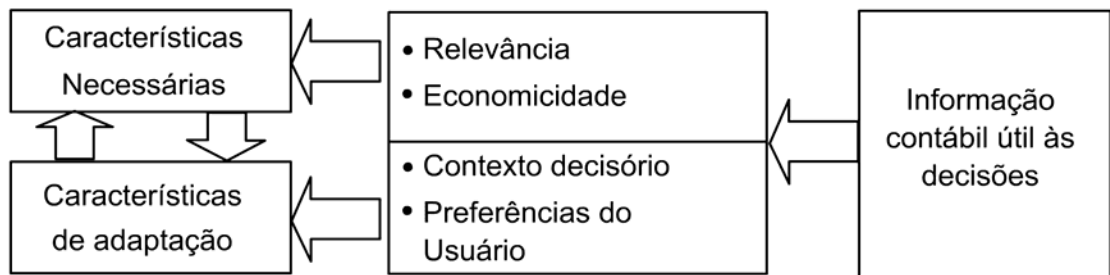 Características
Necessárias
Características
de adaptação
• Relevância
• Economicidade
• Contexto decisório
• Preferências do
Usuário
Informação
contábil útil às
decisões